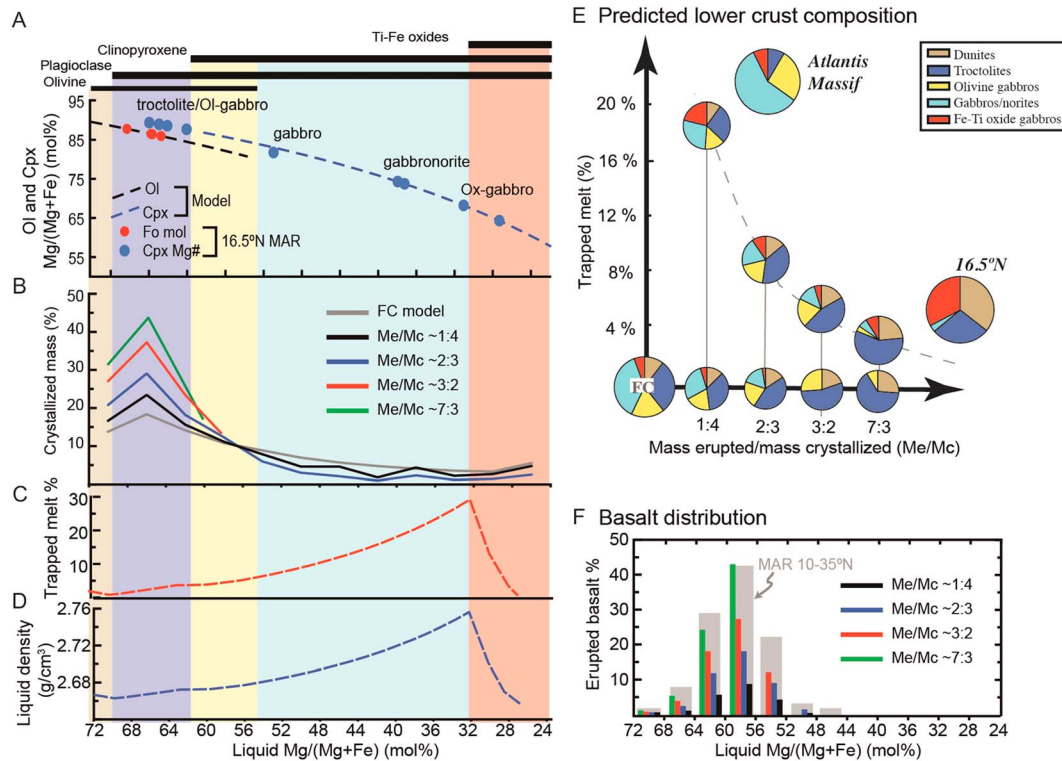 A
Ti-Fe oxides
Clinopyroxene
Plagioclase
Olivine
Ol and Cpx
Mg/(Mg+Fe) (mol%)
95
85
75
65
55
troctolite/Ol-gabbro
gabbro
gabbronorite
Ox-gabbro
Ol
Cpx
Model
Fo mol
Cpx Mg#
16.5ºN MAR
B
Crystallized mass (%)
50
40
30
20
10
FC model
Me/Mc ~1:4
Me/Mc ~2:3
Me/Mc ~3:2
Me/Mc ~7:3
C
Trapped melt %
30
20
10
D
Liquid density
(g/cm3)
2.76
2.68
72 68 64 60 56 52 48 44 40 36 32 28 24
Liquid Mg/(Mg+Fe) (mol%)
E Predicted lower crust composition
Trapped melt (%)
20 %
16 %
12 %
8%
4 %
Atlantis
Massif
Dunites
Troctolites
Olivine gabbros
Gabbros/norites
Fe-Ti oxide gabbros
16.5ºN
FC
1:4 2:3 3:2 7:3
Mass erupted/mass crystallized (Me/Mc)
F Basalt distribution
Erupted basalt %
50
40
30
20
10
0
MAR 10-35ºN
Me/Mc ~1:4
Me/Mc ~2:3
Me/Mc ~3:2
Me/Mc ~7:3
72 68 64 60 56 52 48 44 40 36 32 28 24
Liquid Mg/(Mg+Fe) (mol%)